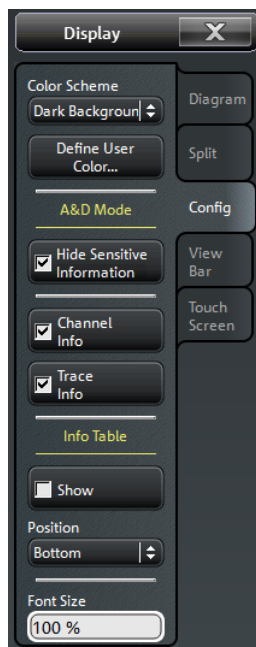 Display
X
Color Scheme
Dark Backgroun
Define User
Color...
A&D Mode
Hide Sensitive
Information
Channel
Info
Trace
Info
Info Table
Show
Position
Bottom
Font Size
100 %
Diagram
Split
Config
View
Bar
Touch
Screen